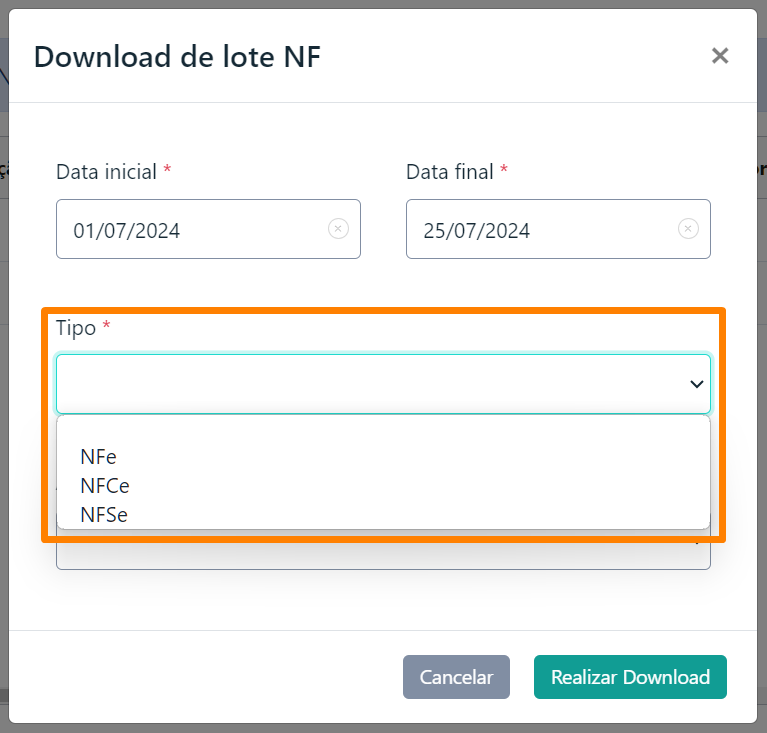 Download de lote NF
Data inicial *
Data final *
01/07/2024
25/07/2024
Tipo *
NFe
NFCe
NFSe
Cancelar
Realizar Download